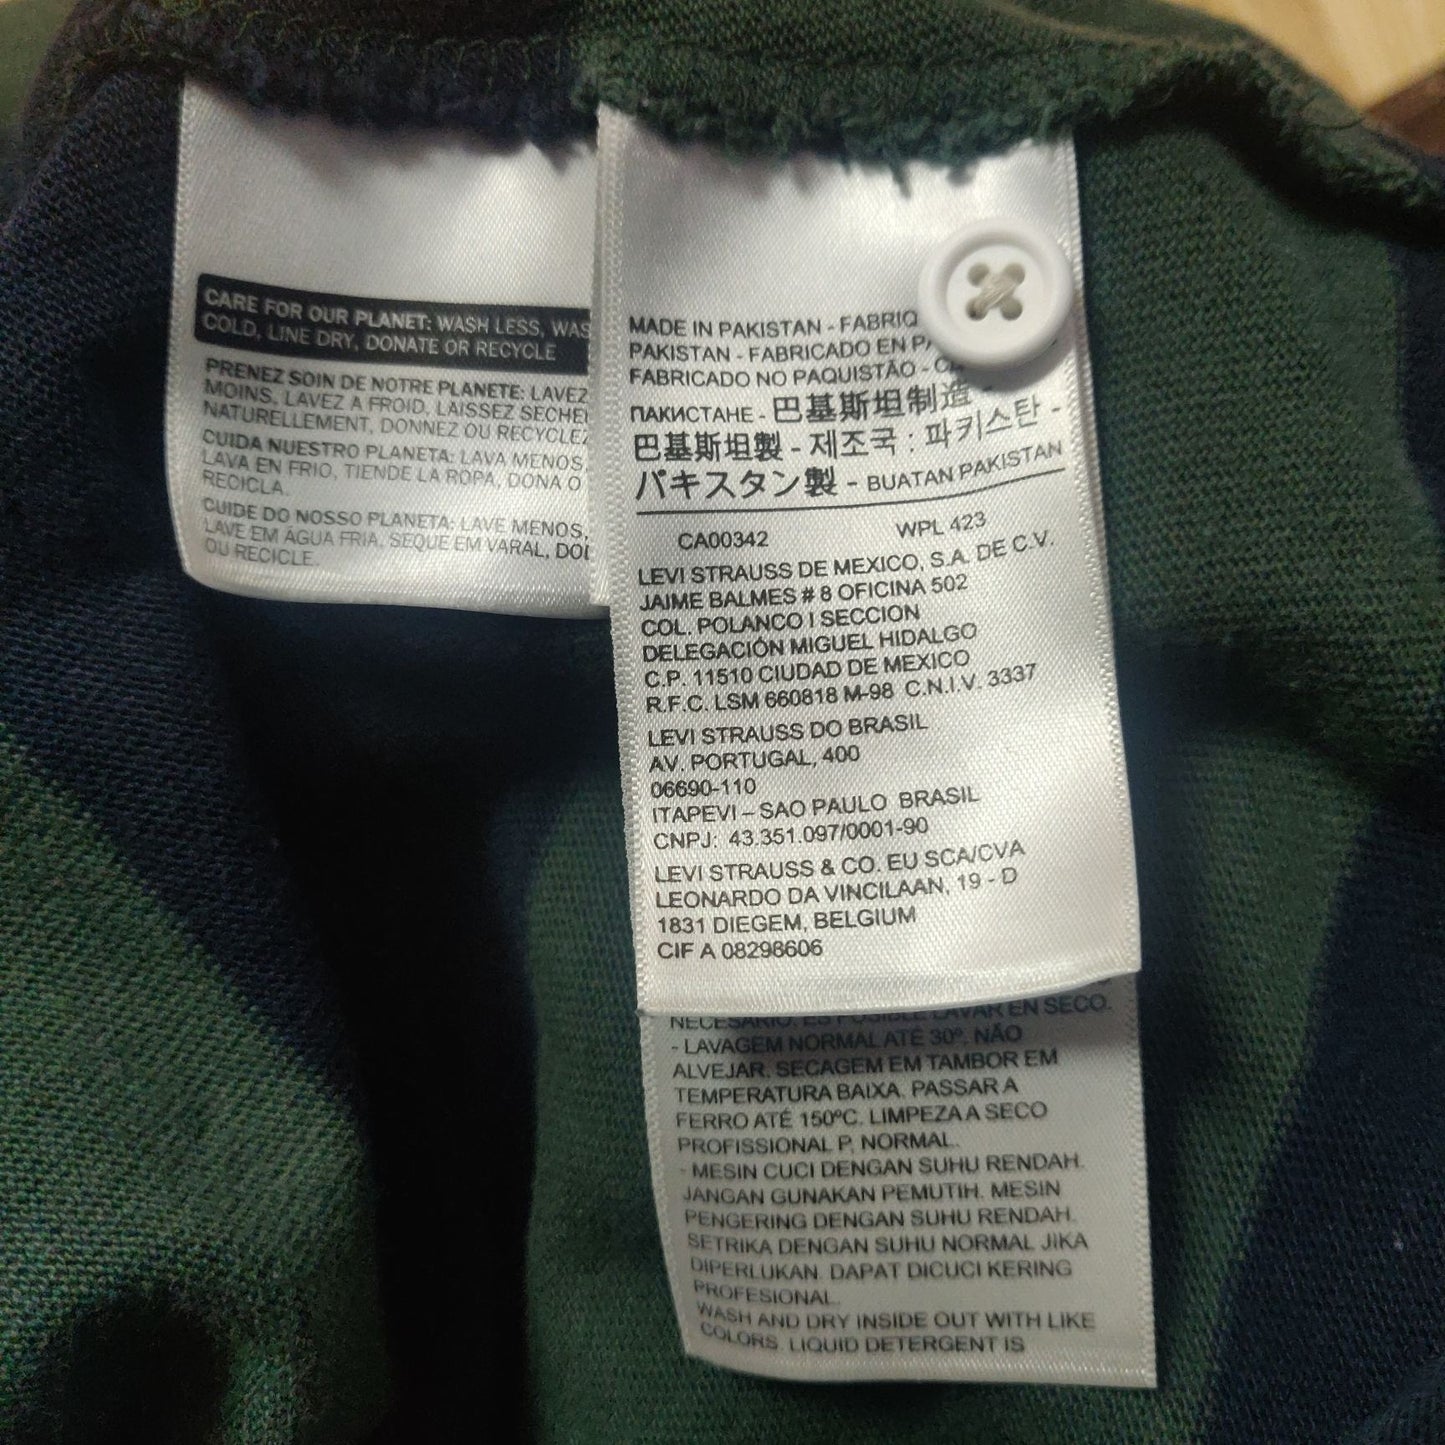 CARE FOR OUR PLANET: WASH LESS, WAS
COLD, LINE DRY, DONATE OR RECYCLE
PRENEZ SOIN DE NOTRE PLANETE: LAVEZ
MOINS, LAVEZ A FROID, LAISSEZ SECHE
NATURELLEMENT, DONNEZ OU RECYCLEZ
CUIDA NUESTRO PLANETA: LAVA MENOS,
LAVA EN FRIO, TIENDE LA ROPA, DONA O
RECICLA.
CUIDE DO NOSSO PLANETA: LAVE MENOS,
LAVE EM ÁGUA FRIA, SEQUE EM VARAL, DOE
OU RECICLE.
MADE IN PAKISTAN - FABRIQ
PAKISTAN - FABRICADO EN PA
FABRICADO NO PAQUISTÃO -
ПАКИСТАНЕ - 巴基斯坦制造 -
巴基斯坦製 - 제조국 : 파키스탄 -
パキスタン製 - BUATAN PAKISTAN
CA00342 WPL 423
LEVI STRAUSS DE MEXICO, S.A. DE C.V.
JAIME BALMES # 8 OFICINA 502
COL. POLANCO I SECCION
DELEGACIÓN MIGUEL HIDALGO
C.P. 11510 CIUDAD DE MEXICO
R.F.C. LSM 660818 M-98 C.N.I.V. 3337
LEVI STRAUSS DO BRASIL
AV. PORTUGAL, 400
06690-110
ITAPEVI – SAO PAULO BRASIL
CNPJ: 43.351.097/0001-90
LEVI STRAUSS & CO. EU SCA/CVA
LEONARDO DA VINCILAAN, 19 - D
1831 DIEGEM, BELGIUM
CIF A 08298606
NECESARIO. ES POSIBLE LAVAR EN SECO.
- LAVAGEM NORMAL ATÉ 30º. NÃO
ALVEJAR. SECAGEM EM TAMBOR EM
TEMPERATURA BAIXA. PASSAR A
FERRO ATÉ 150ºC. LIMPEZA A SECO
PROFISSIONAL P, NORMAL.
- MESIN CUCI DENGAN SUHU RENDAH.
JANGAN GUNAKAN PEMUTIH. MESIN
PENGERING DENGAN SUHU RENDAH.
SETRIKA DENGAN SUHU NORMAL JIKA
DIPERLUKAN. DAPAT DICUCI KERING
PROFESIONAL.
WASH AND DRY INSIDE OUT WITH LIKE
COLORS. LIQUID DETERGENT IS